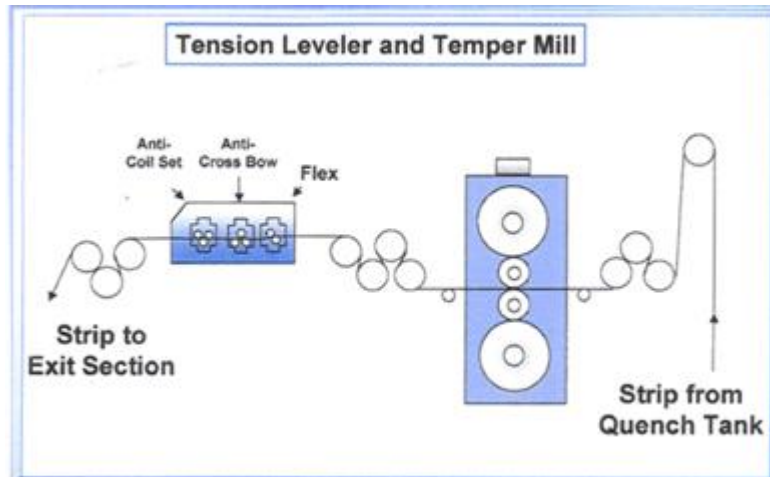 Tension Leveler and Temper Mill
Anti-
Coil Set
Anti-
Cross Bow
Flex
Strip to
Exit Section
Strip from
Quench Tank